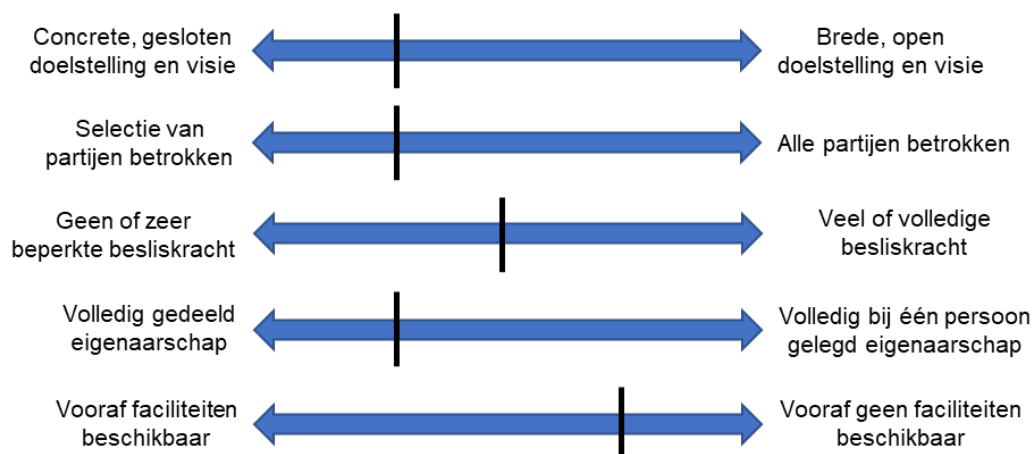 Concrete, gesloten
doelstelling en visie
Brede, open
doelstelling en visie
Selectie van
partijen betrokken
Alle partijen betrokken
Geen of zeer
beperkte besliskracht
Veel of volledige
besliskracht
Volledig gedeeld
eigenaarschap
Volledig bij één persoon
gelegd eigenaarschap
Vooraf faciliteiten
beschikbaar
Vooraf geen faciliteiten
beschikbaar